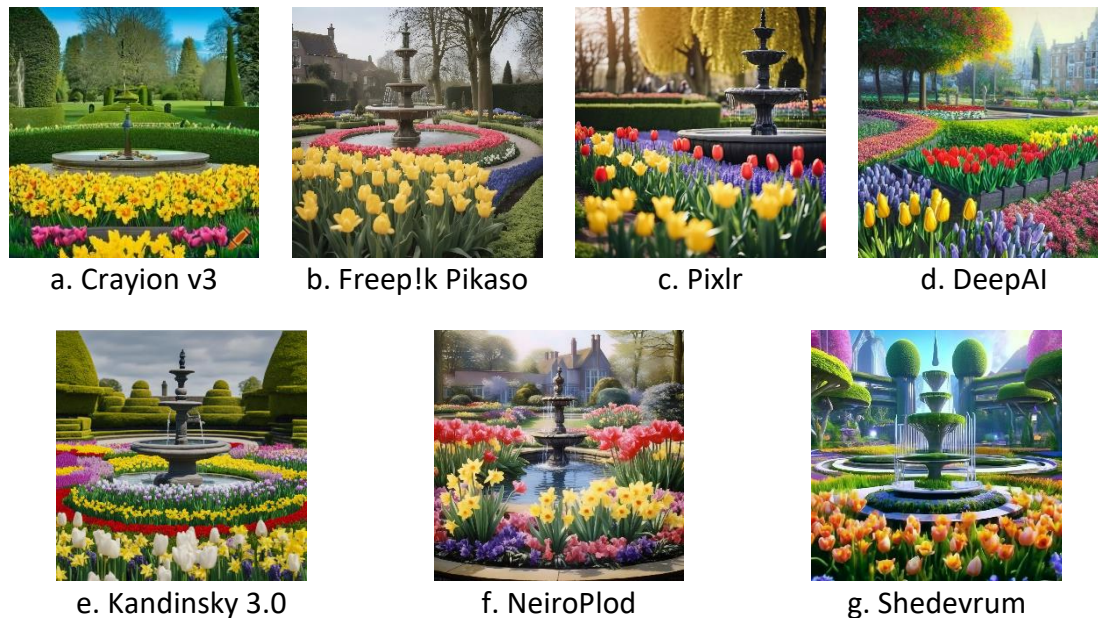 a. Crayion v3
b. Freep!k Pikaso
c. Pixlr
d. DeepAI
e. Kandinsky 3.0
f. NeiroPlod
g. Shedevrum